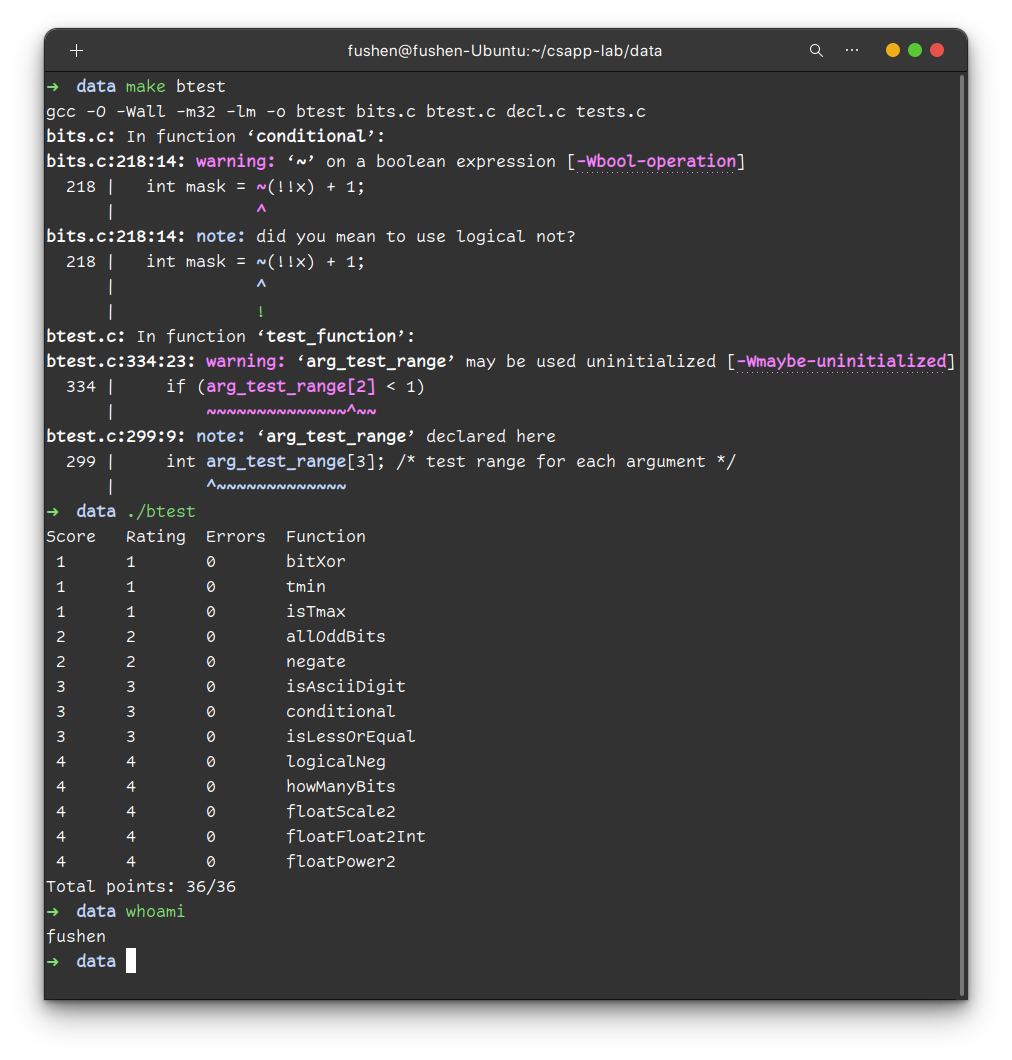 fushen@fushen-Ubuntu:~/csapp-lab/data
➜  data make btest
gcc -O -Wall -m32 -lm -o btest bits.c btest.c decl.c tests.c
bits.c: In function ‘conditional’:
bits.c:218:14: warning: ‘~’ on a boolean expression [-Wbool-operation]
  218 |   int mask = ~(!!x) + 1;
      |              ^
bits.c:218:14: note: did you mean to use logical not?
  218 |   int mask = ~(!!x) + 1;
      |              ^
      |              !
btest.c: In function ‘test_function’:
btest.c:334:23: warning: ‘arg_test_range’ may be used uninitialized [-Wmaybe-uninitialized]
  334 |     if (arg_test_range[2] < 1)
      |         ~~~~~~~~~~~~~~^~~
btest.c:299:9: note: ‘arg_test_range’ declared here
  299 |     int arg_test_range[3]; /* test range for each argument */
      |         ^~~~~~~~~~~~~~
➜  data ./btest
Score   Rating  Errors  Function
 1      1       0       bitXor
 1      1       0       tmin
 1      1       0       isTmax
 2      2       0       allOddBits
 2      2       0       negate
 3      3       0       isAsciiDigit
 3      3       0       conditional
 3      3       0       isLessOrEqual
 4      4       0       logicalNeg
 4      4       0       howManyBits
 4      4       0       floatScale2
 4      4       0       floatFloat2Int
 4      4       0       floatPower2
Total points: 36/36
➜  data whoami
fushen
➜  data